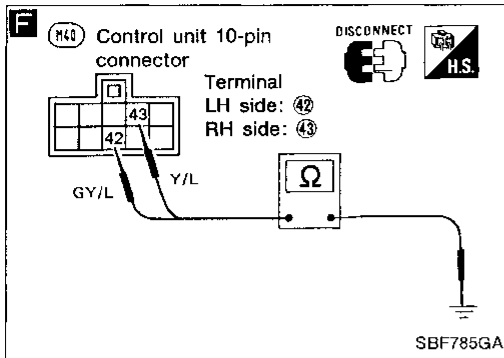 F
M40 Control unit 10-pin
connector
DISCONNECT
H.S.
Terminal
LH side: 42
RH side: 43
43
42
GY/L
Y/L
Ω
SBF785GA